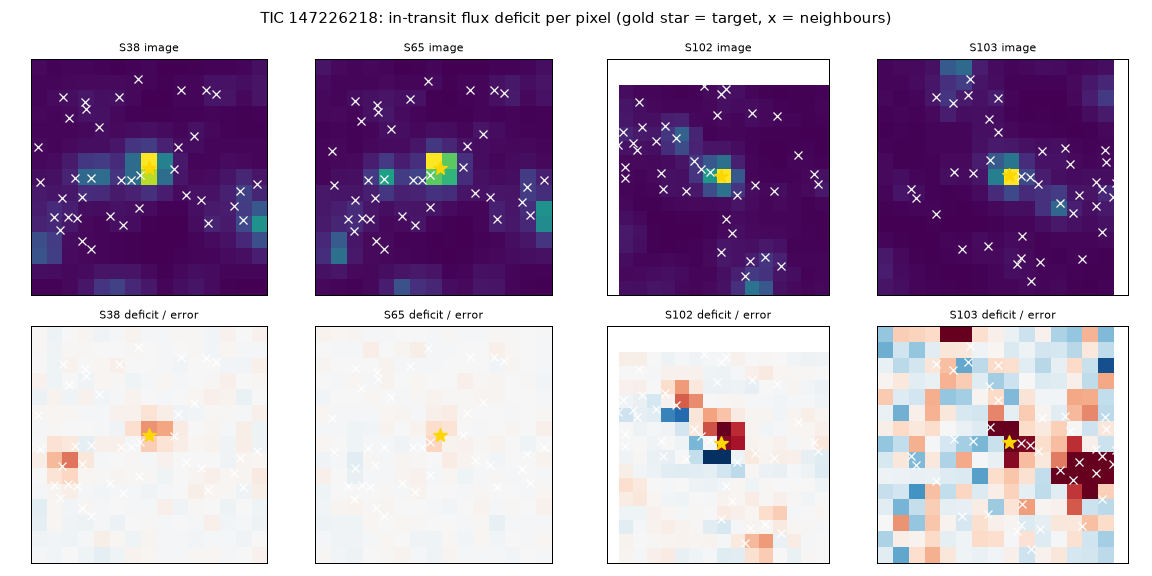 TIC 147226218: in-transit flux deficit per pixel (gold star = target, x = neighbours)
S38 image
S65 image
S102 image
S103 image
S38 deficit / error
S65 deficit / error
S102 deficit / error
S103 deficit / error